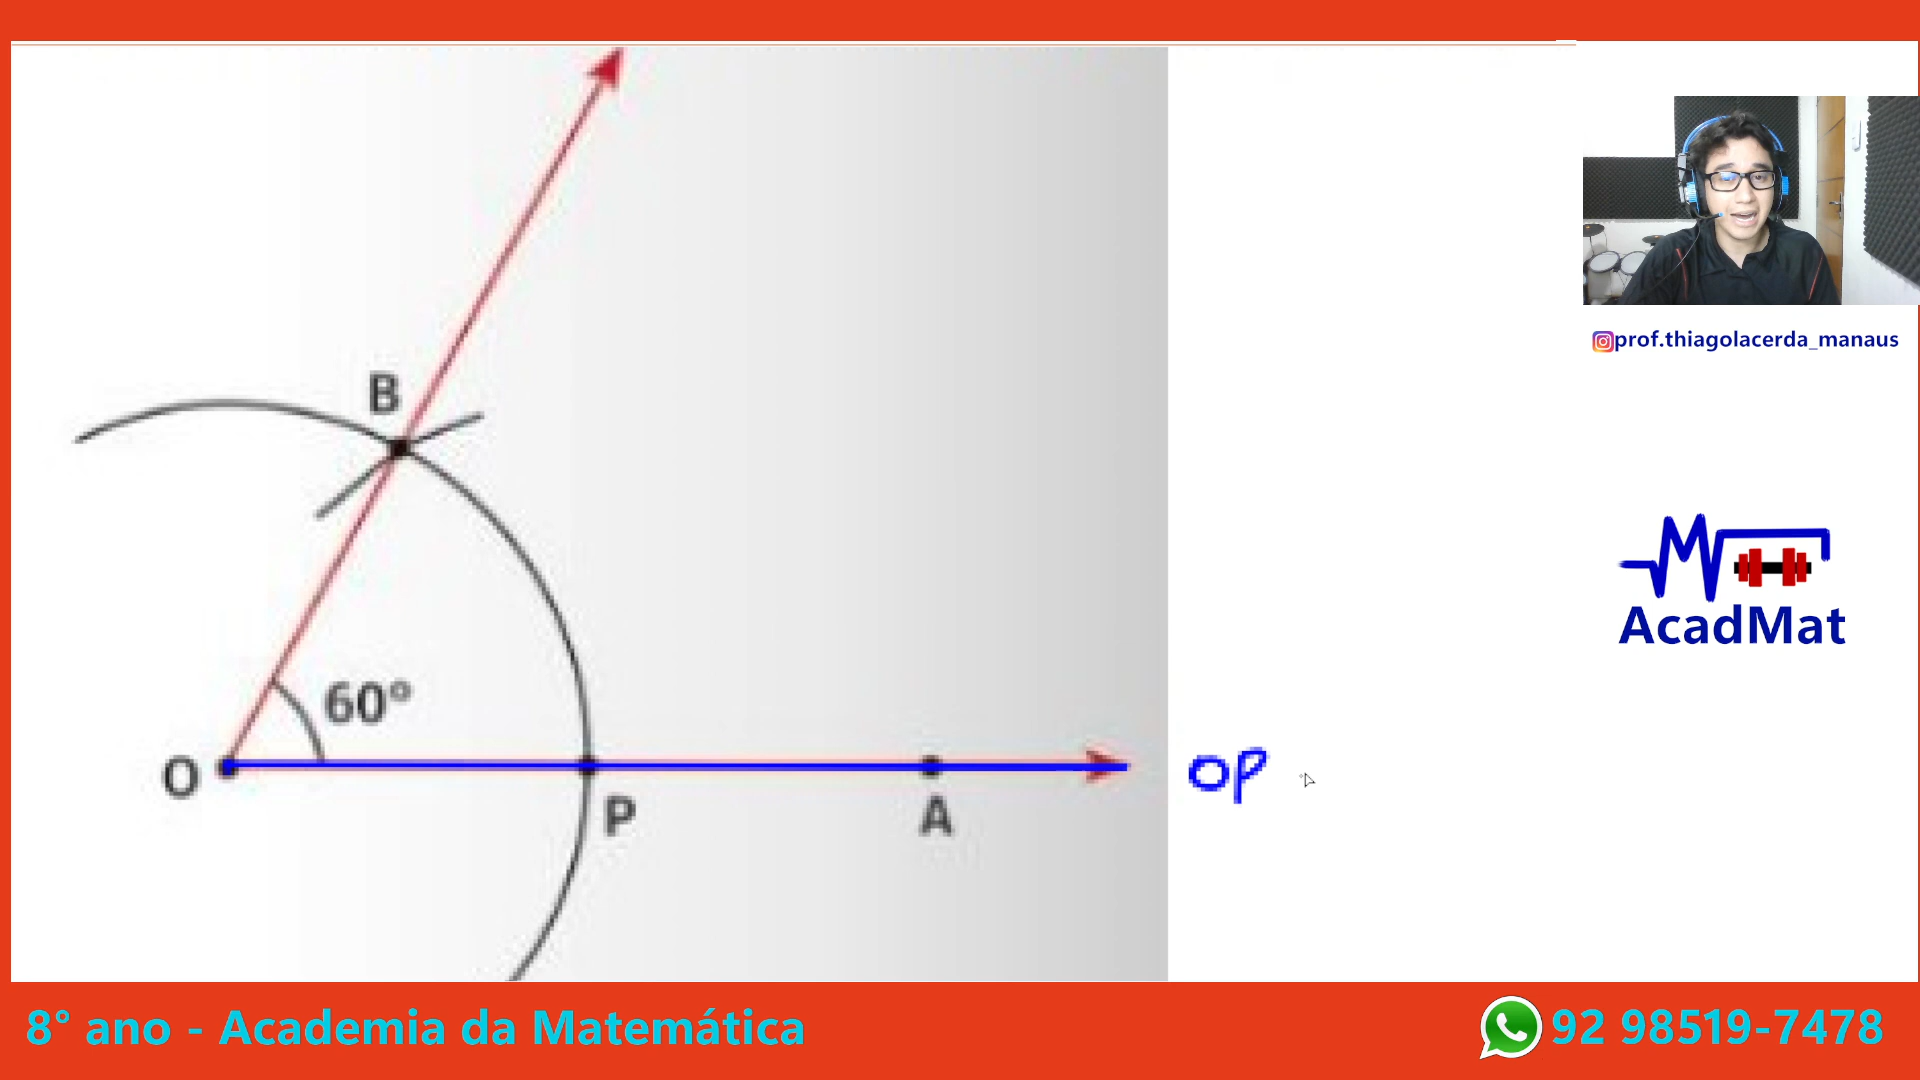 B
60°
O
P
A
OP
prof.thiagolacerda_manaus
M
AcadMat
8° ano - Academia da Matemática
92 98519-7478